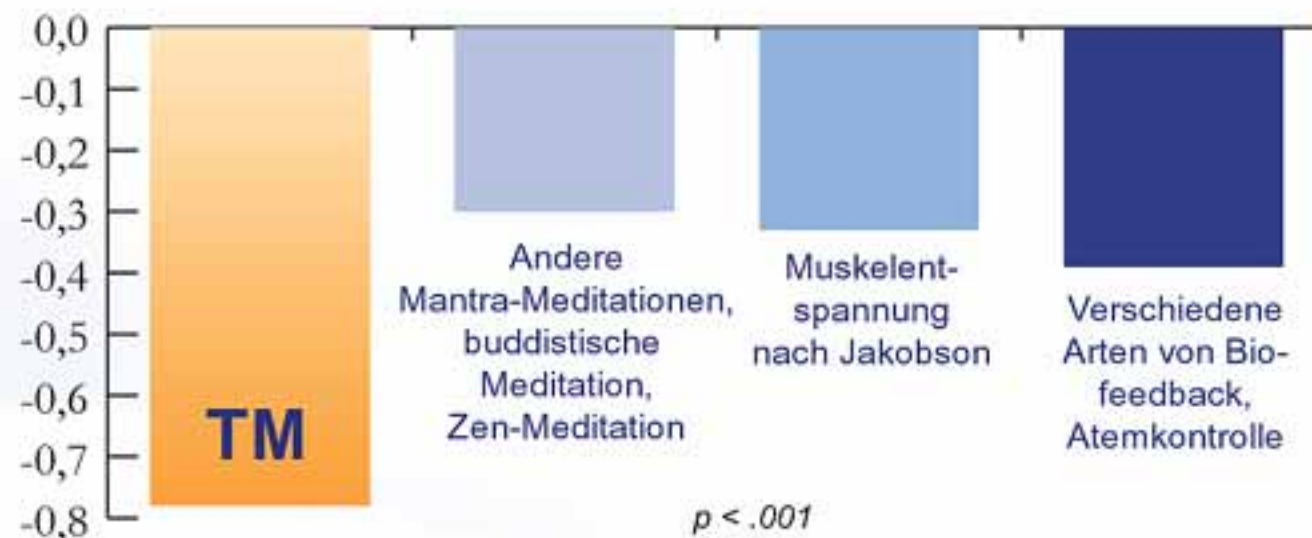 0,0
-0,1
-0,2
-0,3
-0,4
-0,5
-0,6
-0,7
-0,8
TM
Andere
Mantra-Meditationen,
buddistische
Meditation,
Zen-Meditation
Muskelent-
spannung
nach Jakobson
Verschiedene
Arten von Bio-
feedback,
Atemkontrolle
p < .001